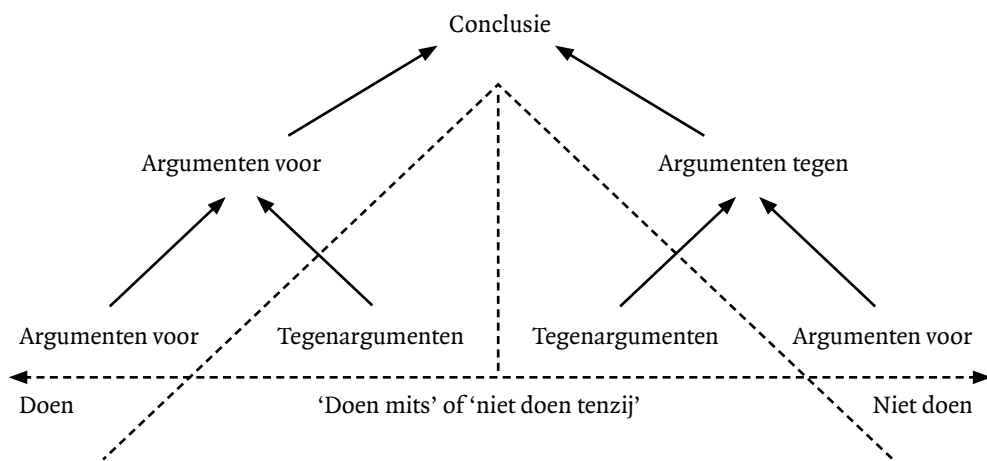 Conclusie
Argumenten voor
Argumenten tegen
Argumenten voor
Tegenargumenten
Tegenargumenten
Argumenten voor
Doen
‘Doen mits’ of ‘niet doen tenzij’
Niet doen